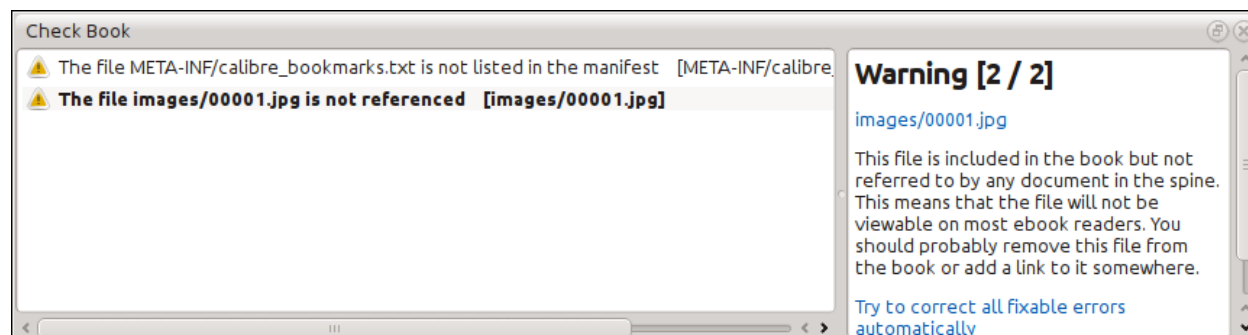 Check Book
The file META-INF/calibre_bookmarks.txt is not listed in the manifest [META-INF/calibre_
The file images/00001.jpg is not referenced [images/00001.jpg]
Warning [2 / 2]
images/00001.jpg
This file is included in the book but not
referred to by any document in the spine.
This means that the file will not be
viewable on most ebook readers. You
should probably remove this file from
the book or add a link to it somewhere.
Try to correct all fixable errors
automatically